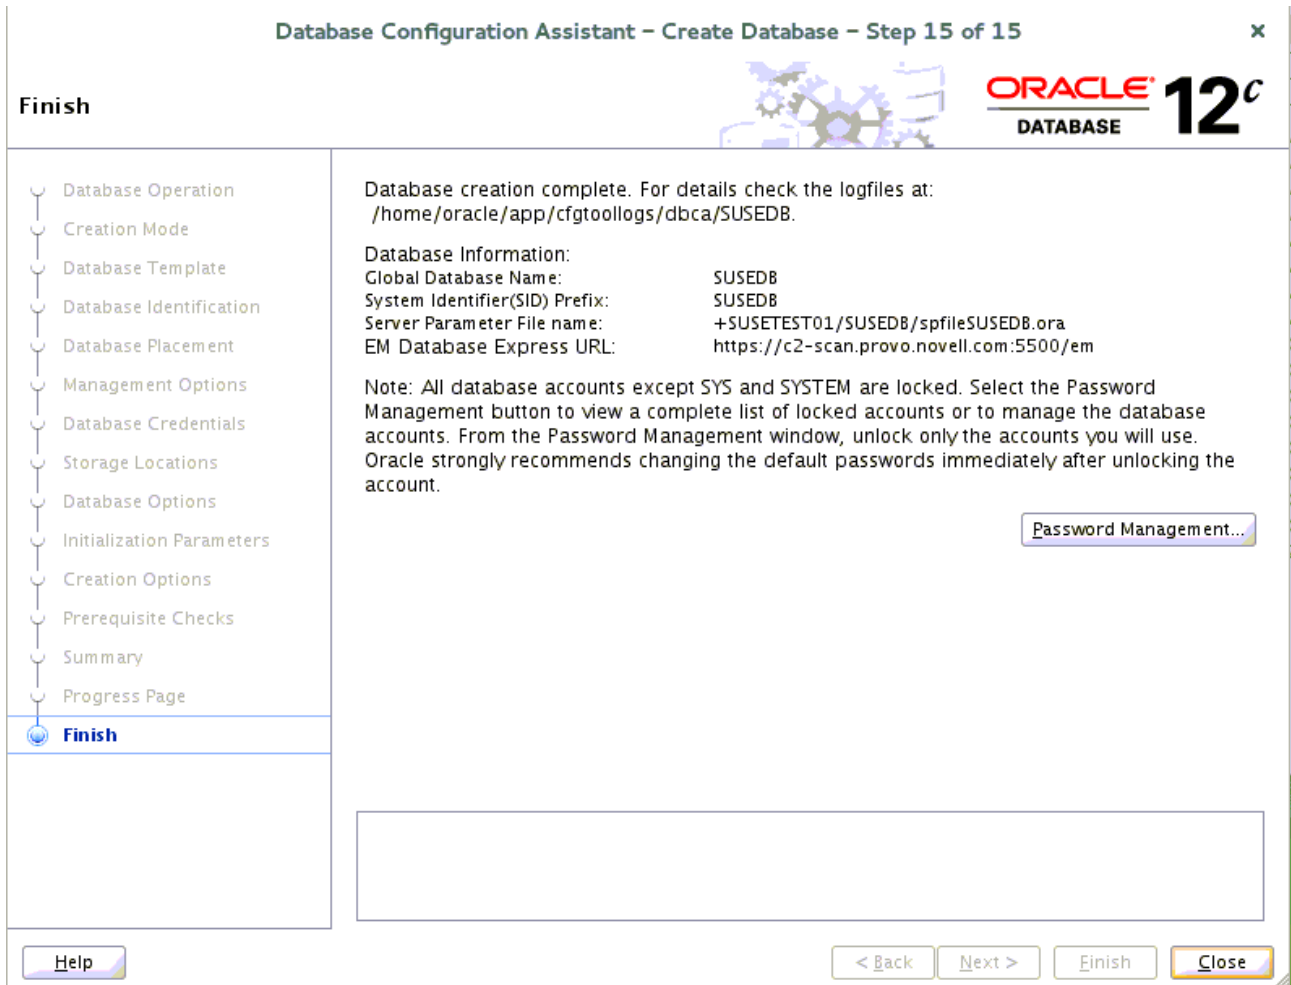 Database Configuration Assistant – Create Database – Step 15 of 15
Finish
ORACLE
DATABASE
12c
Database Operation
Creation Mode
Database Template
Database Identification
Database Placement
Management Options
Database Credentials
Storage Locations
Database Options
Initialization Parameters
Creation Options
Prerequisite Checks
Summary
Progress Page
Finish
Database creation complete. For details check the logfiles at:
/home/oracle/app/cfgtoollogs/dbca/SUSEDB.
Database Information:
Global Database Name: SUSEDB
System Identifier(SID) Prefix: SUSEDB
Server Parameter File name: +SUSETEST01/SUSEDB/spfileSUSEDB.ora
EM Database Express URL: https://c2-scan.provo.novell.com:5500/em
Note: All database accounts except SYS and SYSTEM are locked. Select the Password
Management button to view a complete list of locked accounts or to manage the database
accounts. From the Password Management window, unlock only the accounts you will use.
Oracle strongly recommends changing the default passwords immediately after unlocking the
account.
Password Management...
Help
< Back
Next >
Finish
Close